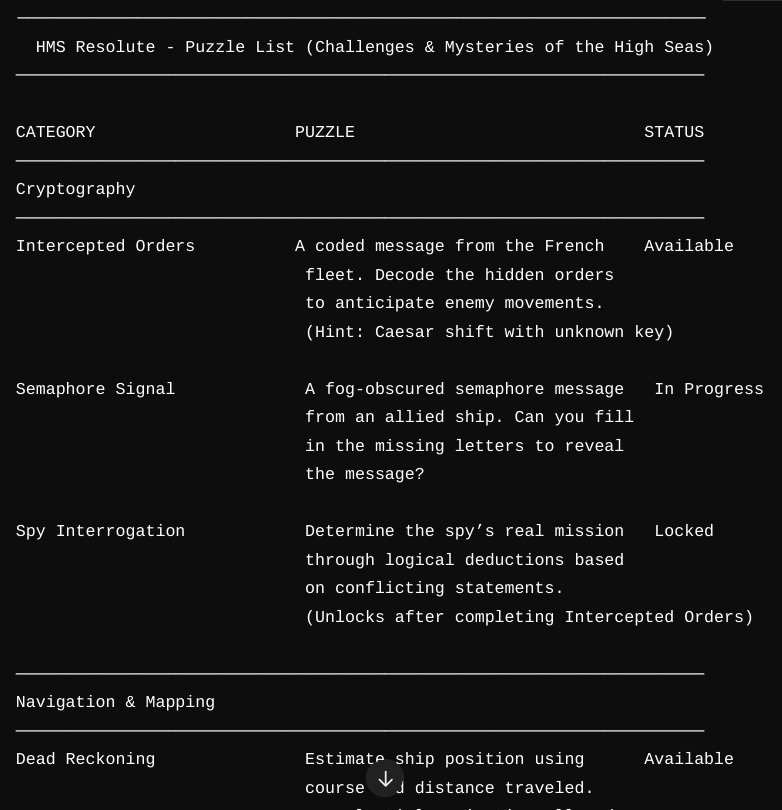 HMS Resolute - Puzzle List (Challenges & Mysteries of the High Seas)
CATEGORY PUZZLE STATUS
Cryptography
Intercepted Orders A coded message from the French Available
fleet. Decode the hidden orders
to anticipate enemy movements.
(Hint: Caesar shift with unknown key)
Semaphore Signal A fog-obscured semaphore message In Progress
from an allied ship. Can you fill
in the missing letters to reveal
the message?
Spy Interrogation Determine the spy’s real mission Locked
through logical deductions based
on conflicting statements.
(Unlocks after completing Intercepted Orders)
Navigation & Mapping
Dead Reckoning Estimate ship position using Available
course distance traveled.